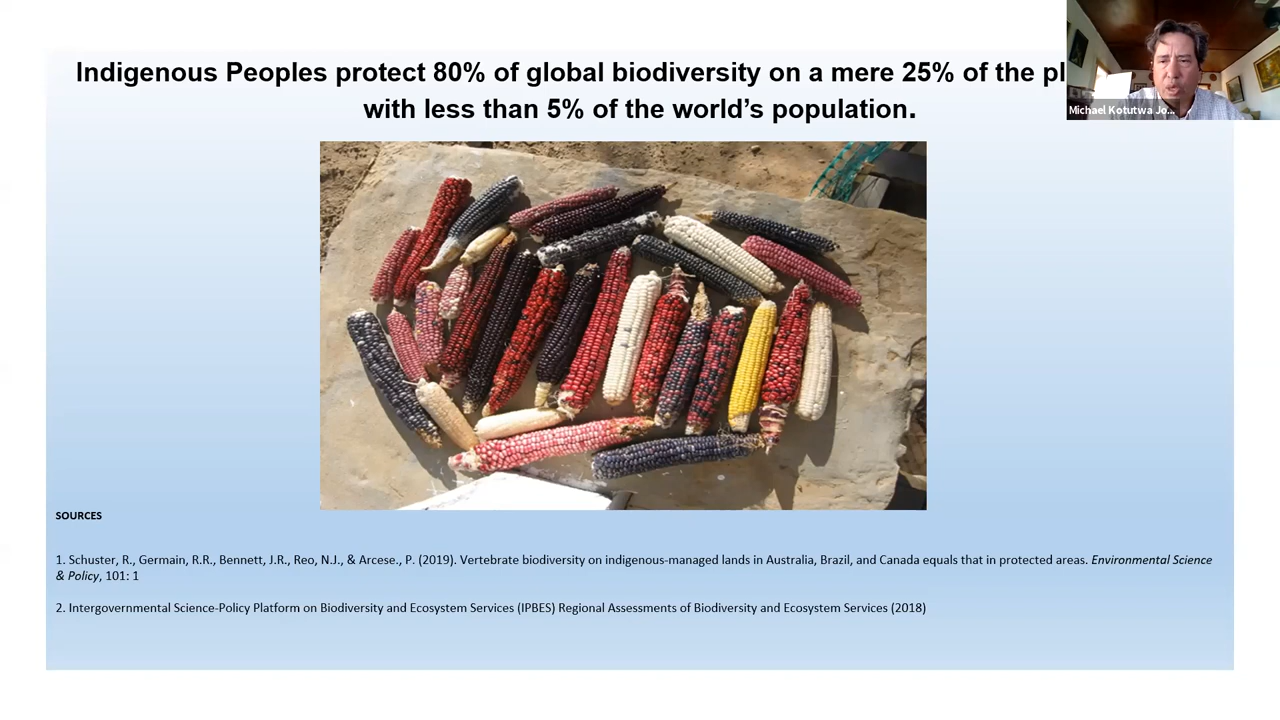 Indigenous Peoples protect 80% of global biodiversity on a mere 25% of the pl
with less than 5% of the world’s population.
Michael Kotutwa Jo...
SOURCES
1. Schuster, R., Germain, R.R., Bennett, J.R., Reo, N.J., & Arcese., P. (2019). Vertebrate biodiversity on indigenous-managed lands in Australia, Brazil, and Canada equals that in protected areas. Environmental Science
& Policy, 101: 1
2. Intergovernmental Science-Policy Platform on Biodiversity and Ecosystem Services (IPBES) Regional Assessments of Biodiversity and Ecosystem Services (2018)